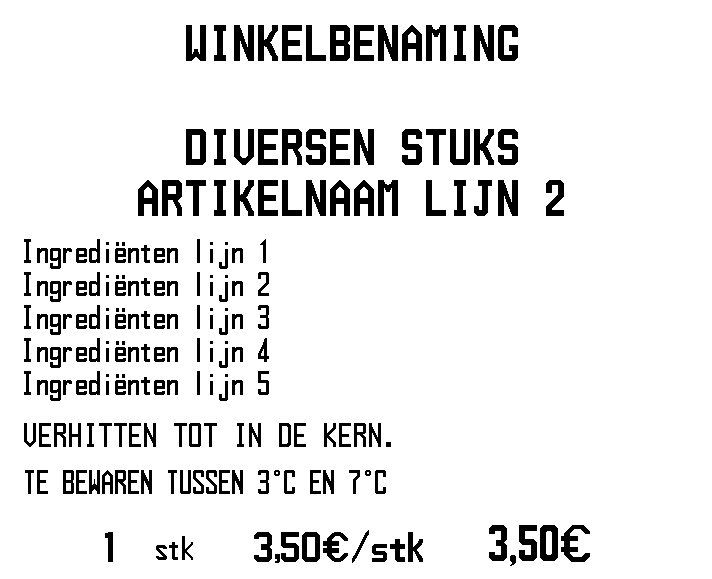 WINKELBENAMING
DIVERSEN STUKS
ARTIKELNAAM LIJN 2
Ingrediënten lijn 1
Ingrediënten lijn 2
Ingrediënten lijn 3
Ingrediënten lijn 4
Ingrediënten lijn 5
VERHITTEN TOT IN DE KERN.
TE BEWAREN TUSSEN 3°C EN 7°C
1 stk 3,50€/stk 3,50€